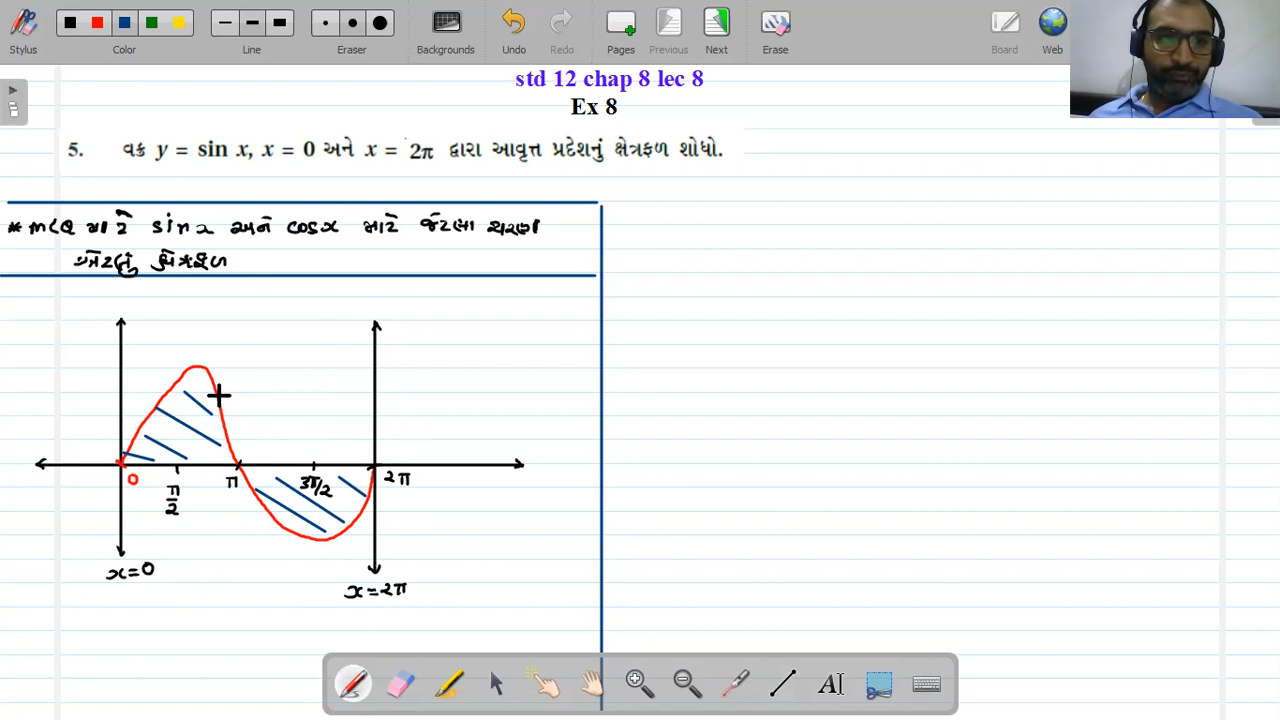 Stylus
Color
Line
Eraser
Backgrounds
Undo
Redo
Pages
Previous
Next
Erase
Board
Web
std 12 chap 8 lec 8
Ex 8
5. વક્ર y = sin x, x = 0 અને x = 2π દ્વારા આવૃત્ત પ્રદેશનું ક્ષેત્રફળ શોધો.
* MCQ માટે sin x અને cos x માટે જેટલા ચરણ
એટલું ક્ષેત્રફળ
0
π/2
π
3π/2
2π
x=0
x=2π